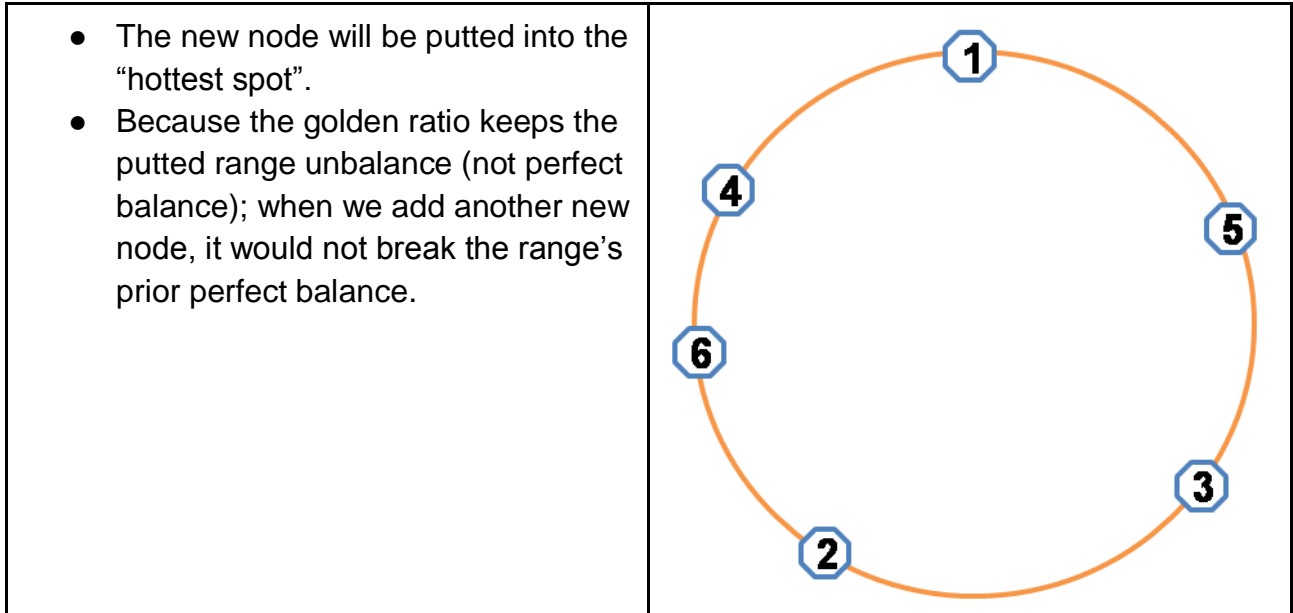 ● The new node will be putted into the
“hottest spot”.
● Because the golden ratio keeps the
putted range unbalance (not perfect
balance); when we add another new
node, it would not break the range’s
prior perfect balance.
1
4
5
6
3
2